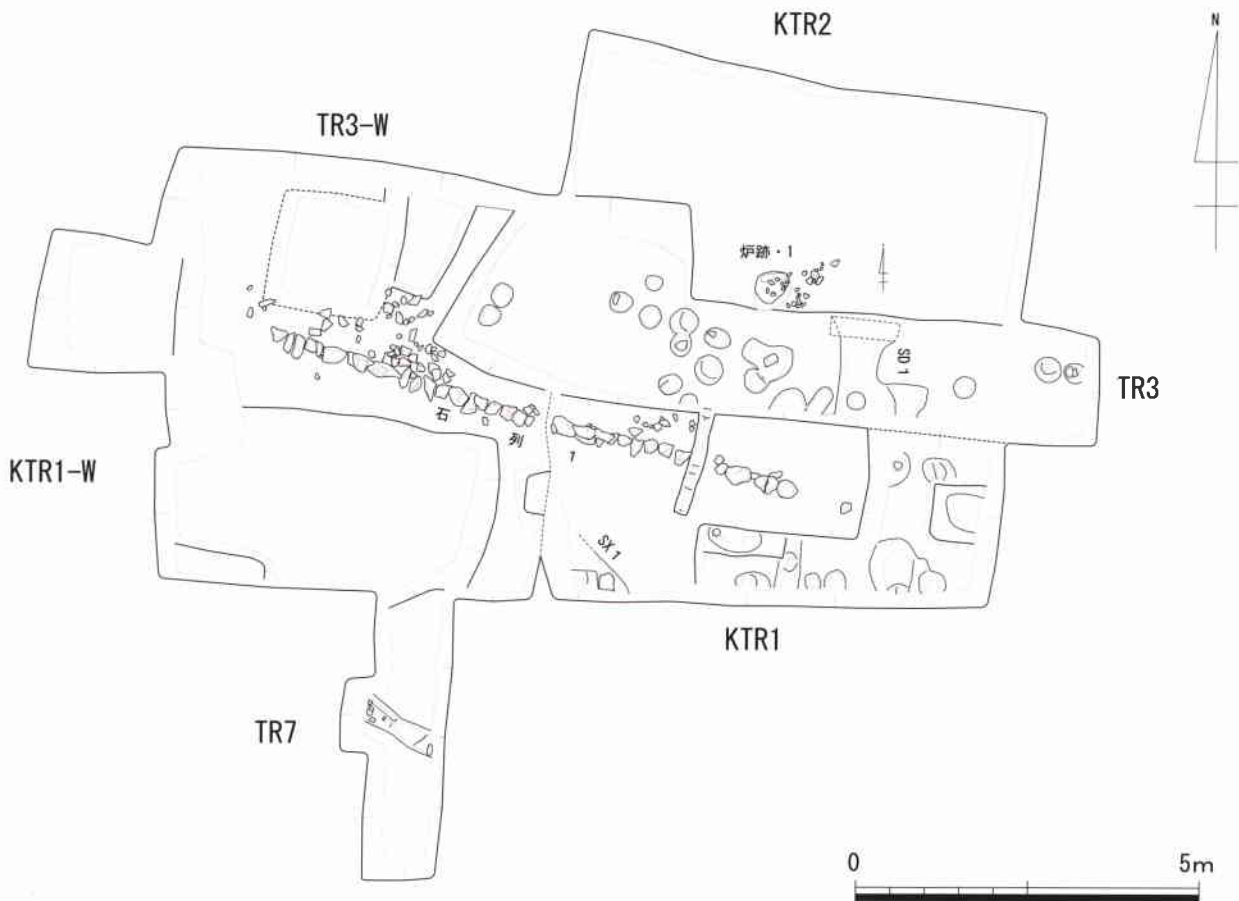 KTR2
N
TR3-W
炉跡・1
SD 1
TR3
石列1
KTR1-W
SX 1
KTR1
TR7
0 5m